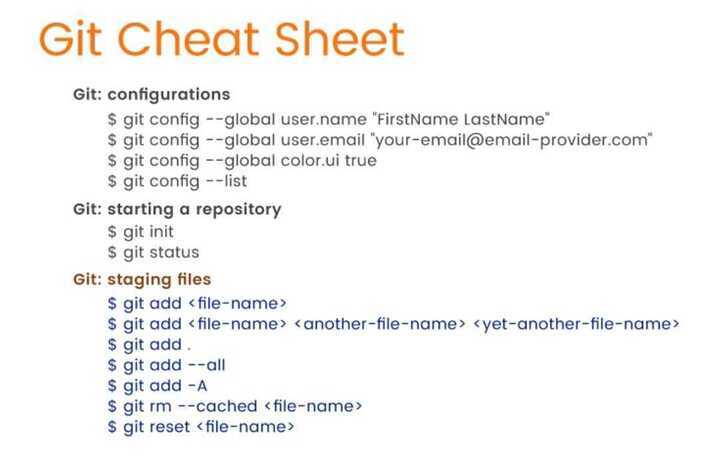 Git Cheat Sheet
Git: configurations
$ git config --global user.name "FirstName LastName"
$ git config --global user.email "your-email@email-provider.com"
$ git config --global color.ui true
$ git config --list
Git: starting a repository
$ git init
$ git status
Git: staging files
$ git add <file-name>
$ git add <file-name> <another-file-name> <yet-another-file-name>
$ git add .
$ git add --all
$ git add -A
$ git rm --cached <file-name>
$ git reset <file-name>